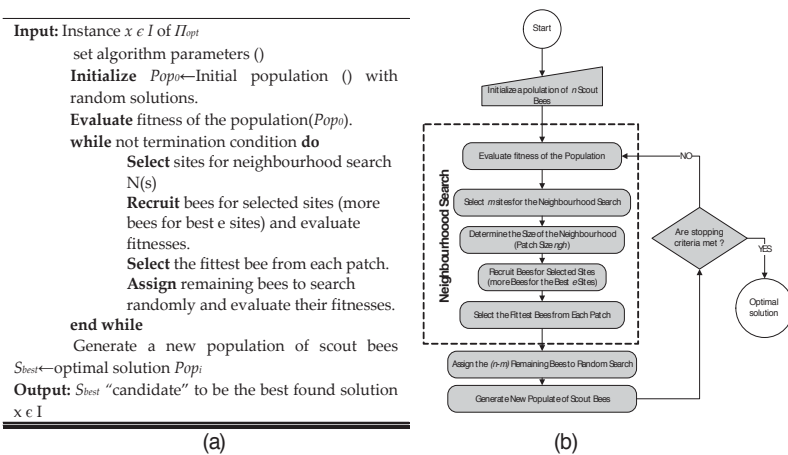 Input: Instance x ϵ I of Πopt
set algorithm parameters ()
Initialize Pop0←Initial population () with
random solutions.
Evaluate fitness of the population(Pop0).
while not termination condition do
Select sites for neighbourhood search
N(s)
Recruit bees for selected sites (more
bees for best e sites) and evaluate
fitnesses.
Select the fittest bee from each patch.
Assign remaining bees to search
randomly and evaluate their fitnesses.
end while
Generate a new population of scout bees
Sbest←optimal solution Popi
Output: Sbest "candidate" to be the best found solution
x ϵ I
(a)
Start
Initialize a polulation of n Scout
Bees
Neighbourhoood Search
Evaluate fitness of the Population
Select m sites for the Neighbourhood Search
Determine the Size of the Neighbourhood
(Patch Size ngh)
Recruit Bees for Selected Sites
(more Bees for the Best e Sites)
Select the Fittest Bees from Each Patch
Assign the (n-m) Remaining Bees to Random Search
Generate New Populate of Scout Bees
NO
Are stopping
criteria met ?
YES
Optimal
solution
(b)